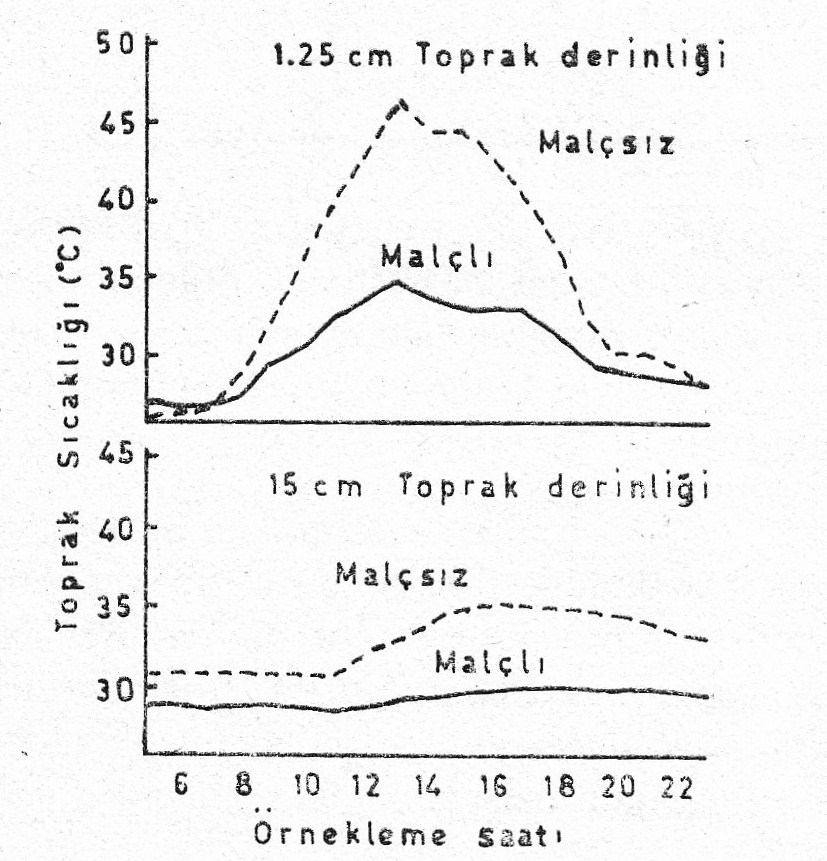 1.25 cm Toprak derinliği
50
45
40
35
30
Malçsız
Malçlı
Toprak Sıcaklığı (°C)
15 cm Toprak derinliği
45
40
35
30
Malçsız
Malçlı
6 8 10 12 14 16 18 20 22
Örnekleme saatı